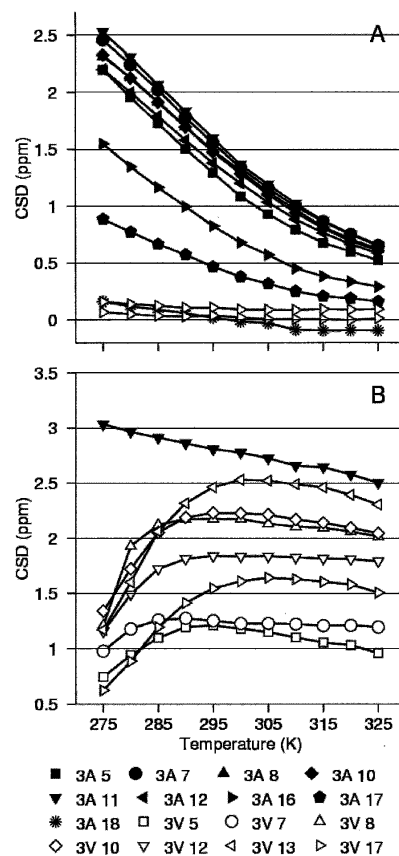 A
CSD (ppm)
2.5
2
1.5
1
0.5
0
B
CSD (ppm)
3.5
3
2.5
2
1.5
1
0.5
275 285 295 305 315 325
Temperature (K)
3A 5 3A 7 3A 8 3A 10
3A 11 3A 12 3A 16 3A 17
3A 18 3V 5 3V 7 3V 8
3V 10 3V 12 3V 13 3V 17